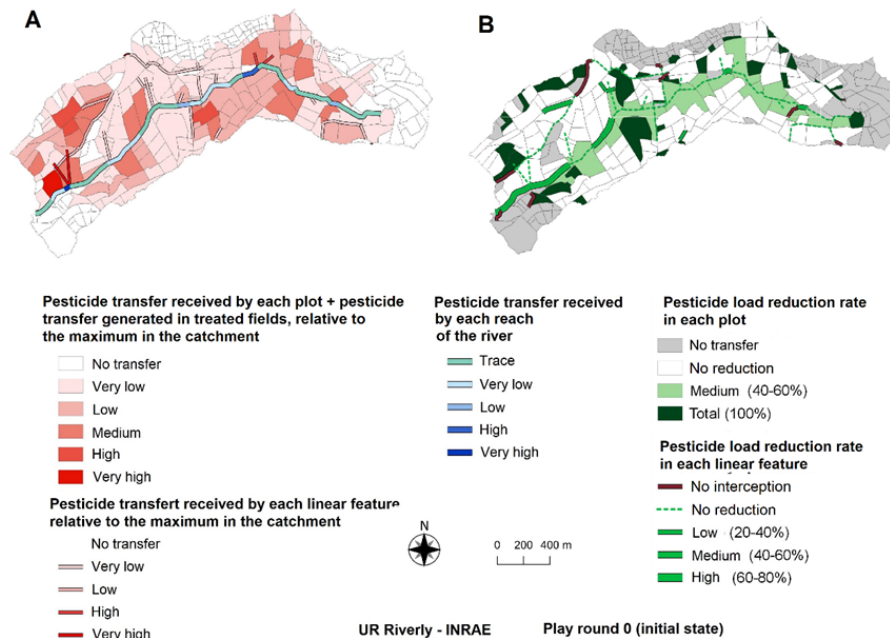 A
B
Pesticide transfer received by each plot + pesticide
transfer generated in treated fields, relative to
the maximum in the catchment
No transfer
Very low
Low
Medium
High
Very high
Pesticide transfert received by each linear feature
relative to the maximum in the catchment
No transfer
Very low
Low
High
Very high
Pesticide transfer received
by each reach
of the river
Trace
Very low
Low
High
Very high
N
0 200 400 m
Pesticide load reduction rate
in each plot
No transfer
No reduction
Medium (40-60%)
Total (100%)
Pesticide load reduction rate
in each linear feature
No interception
No reduction
Low (20-40%)
Medium (40-60%)
High (60-80%)
UR Riverly - INRAE Play round 0 (initial state)